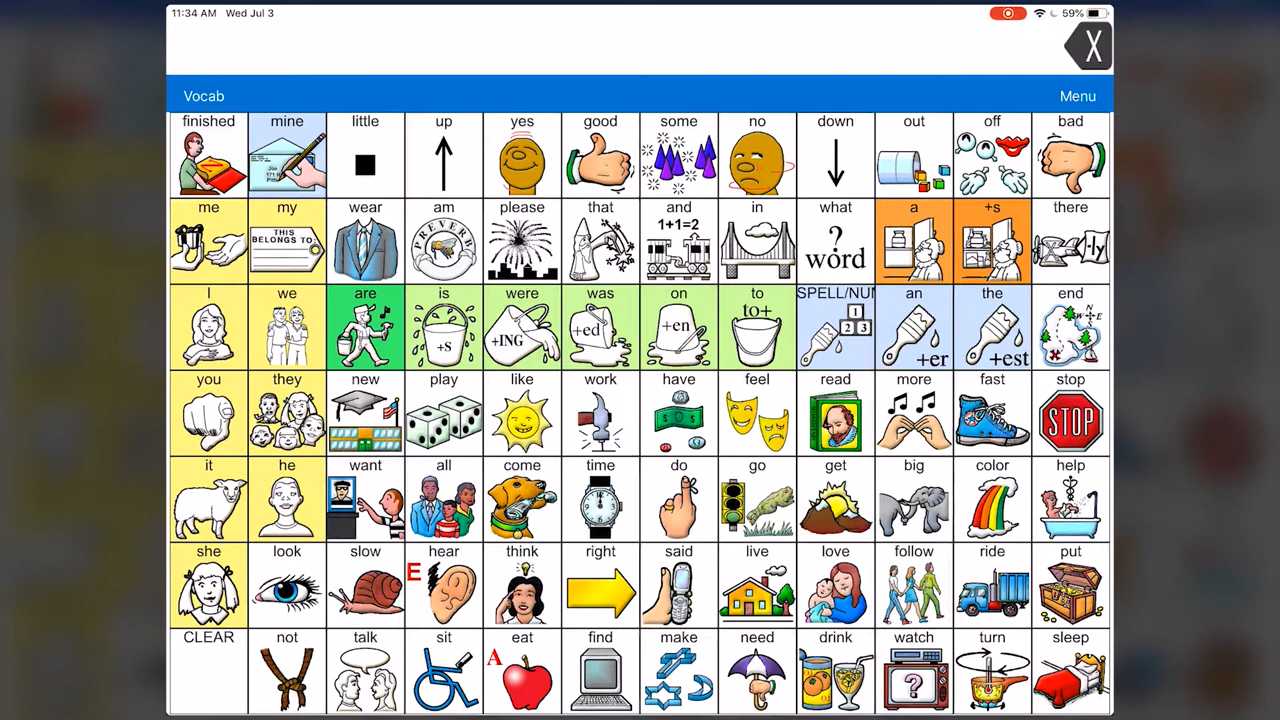 11:34 AM Wed Jul 3 59%
X
Vocab Menu
finished mine little up yes good some no down out off bad
me my wear am please that and in what a +s there
THIS BELONGS TO PREVERB 1+1=2 ? word -ly
I we are is were was on to SPELL/NUM an the end
+S +ING +ed +en to+ 1 2 3 +er +est N W E S
you they new play like work have feel read more fast stop
STOP
it he want all come time do go get big color help
she look slow hear think right said live love follow ride put
E
CLEAR not talk sit eat find make need drink watch turn sleep
A ?